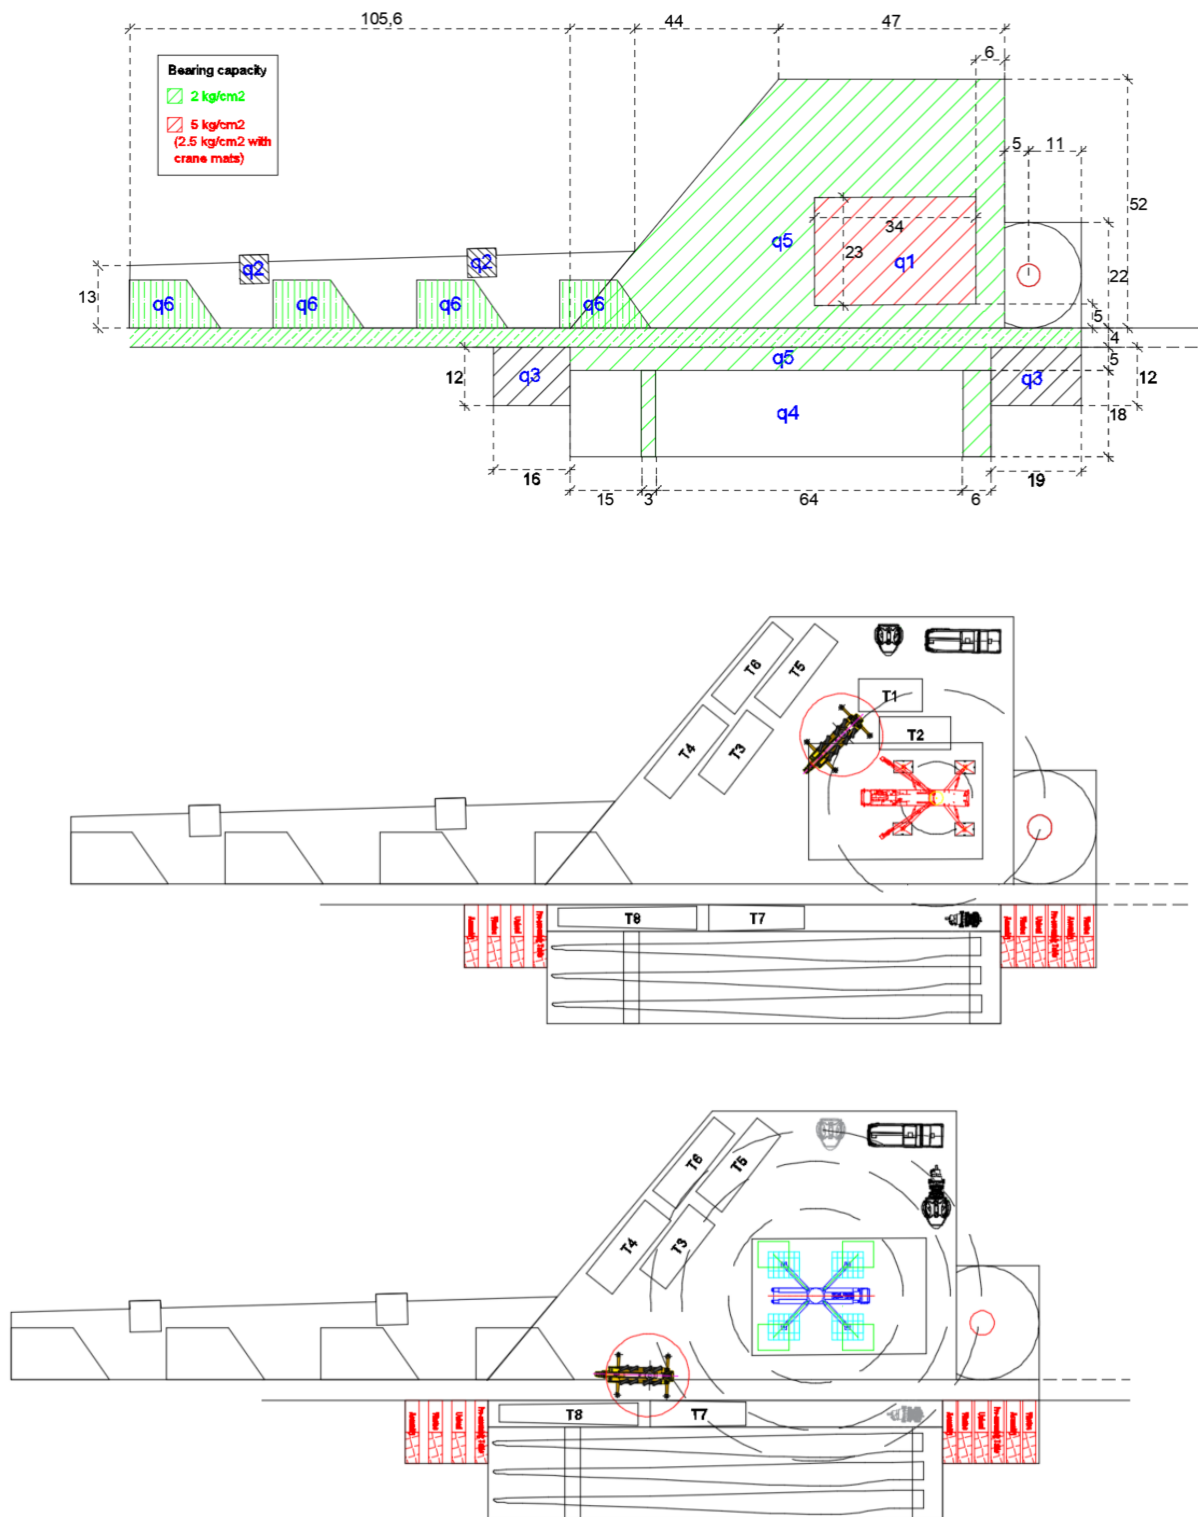 105,6
44
47
6
Bearing capacity
2 kg/cm2
5 kg/cm2
(2.5 kg/cm2 with
crane mats)
5
11
52
34
23
q5
q1
q2
q2
22
13
q6
q6
q6
q6
5
4
q5
5
12
q3
q3
12
q4
18
16
15
3
64
6
19
T6
T5
T1
T4
T3
T2
T8
T7
T6
T5
T4
T3
T8
T7